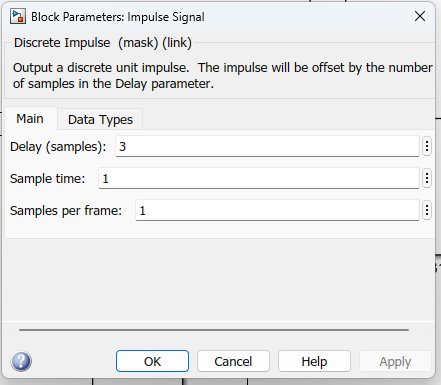 Block Parameters: Impulse Signal
Discrete Impulse (mask) (link)
Output a discrete unit impulse. The impulse will be offset by the number
of samples in the Delay parameter.
Main Data Types
Delay (samples): 3
Sample time: 1
Samples per frame: 1
OK Cancel Help Apply